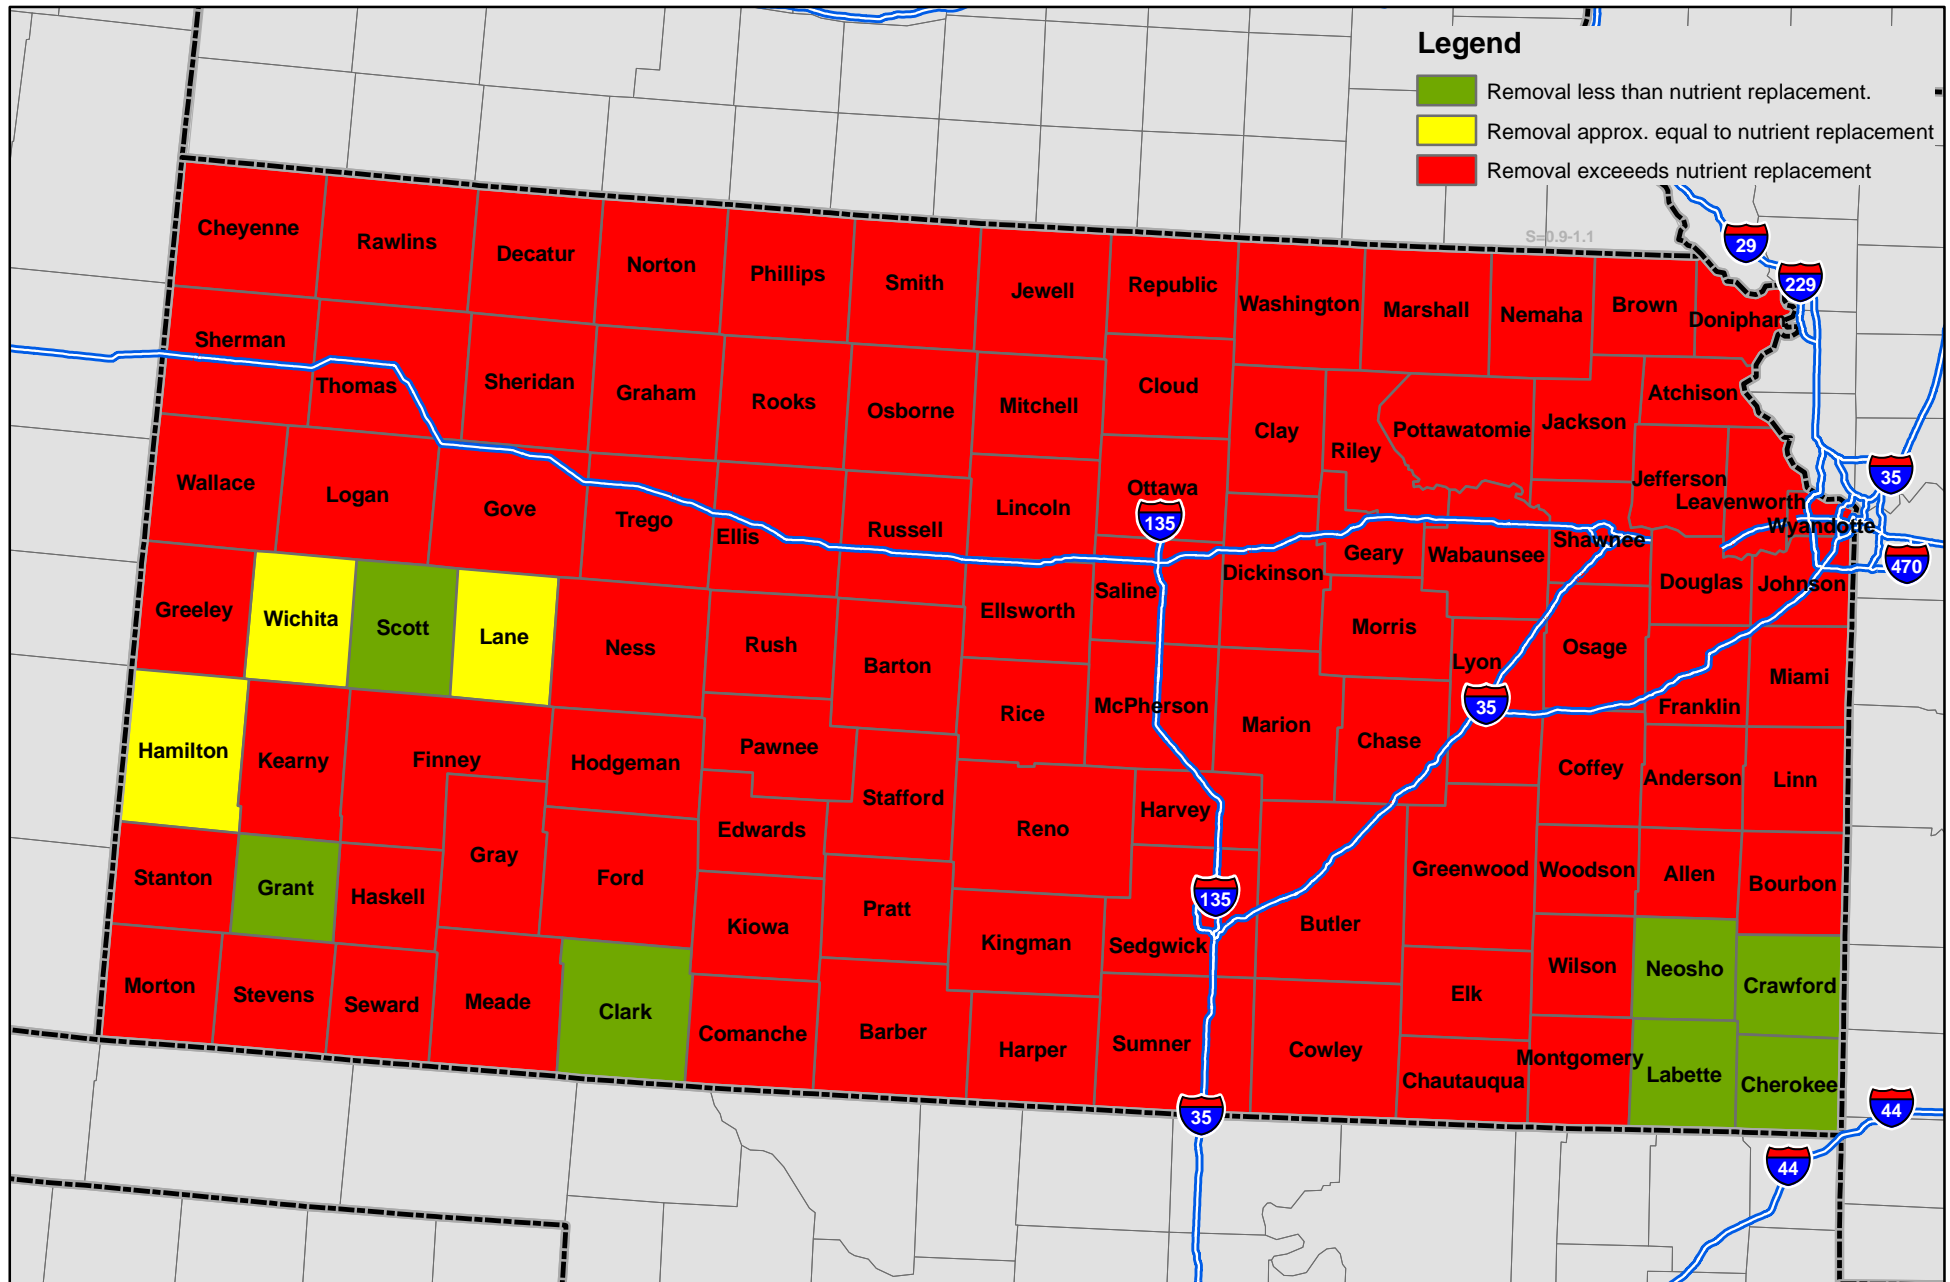 Legend
Removal less than nutrient replacement.
Removal approx. equal to nutrient replacement
Removal exceeeds nutrient replacement
S=0.9-1.1
29
229
Cheyenne
Rawlins
Decatur
Norton
Phillips
Smith
Jewell
Republic
Washington
Marshall
Nemaha
Brown
Doniphan
Sherman
Thomas
Sheridan
Graham
Rooks
Osborne
Mitchell
Cloud
Clay
Riley
Pottawatomie
Jackson
Atchison
Jefferson
Leavenworth
Wyandotte
35
470
Wallace
Logan
Gove
Trego
Ellis
Russell
Lincoln
Ottawa
135
Saline
Dickinson
Geary
Wabaunsee
Shawnee
Douglas
Johnson
Greeley
Wichita
Scott
Lane
Ness
Rush
Barton
Ellsworth
Rice
McPherson
Marion
Morris
Chase
Lyon
35
Osage
Franklin
Miami
Hamilton
Kearny
Finney
Hodgeman
Pawnee
Stafford
Edwards
Reno
Harvey
Coffey
Anderson
Linn
Stanton
Grant
Haskell
Gray
Ford
Kiowa
Pratt
Kingman
Sedgwick
135
Butler
Greenwood
Woodson
Allen
Bourbon
Wilson
Neosho
Crawford
Morton
Stevens
Seward
Meade
Clark
Comanche
Barber
Harper
Sumner
Cowley
Elk
Chautauqua
Montgomery
Labette
Cherokee
35
44
44